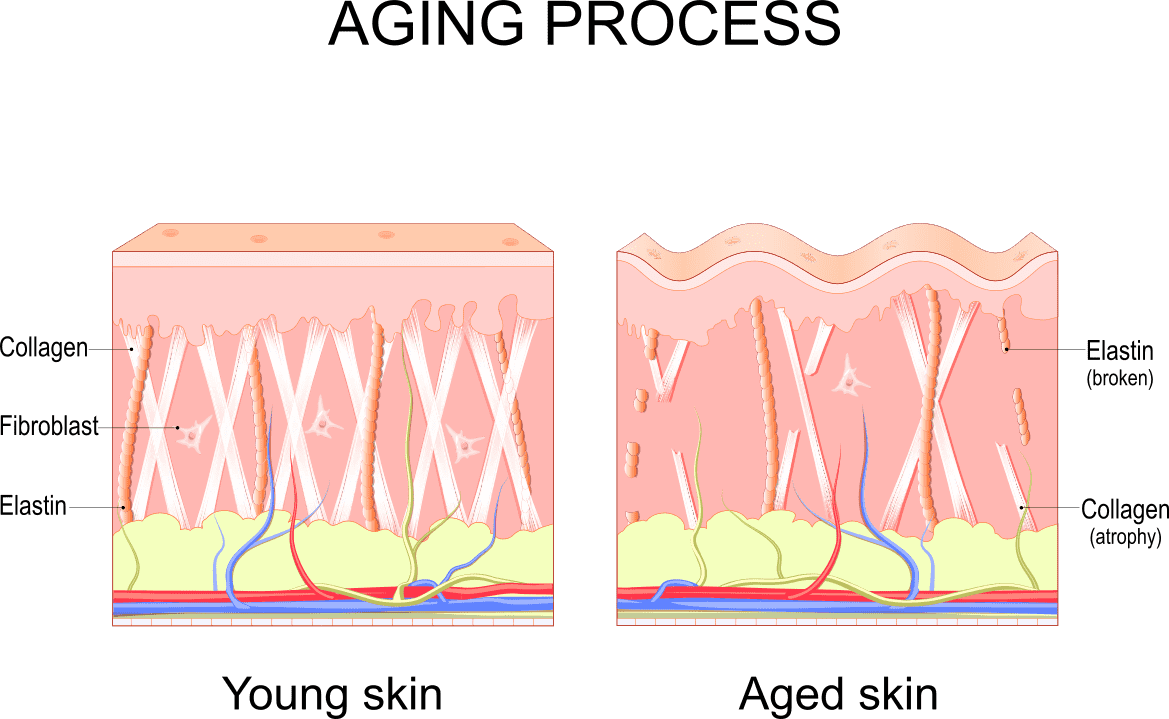 AGING PROCESS
Collagen
Fibroblast
Elastin
Elastin
(broken)
Collagen
(atrophy)
Young skin
Aged skin